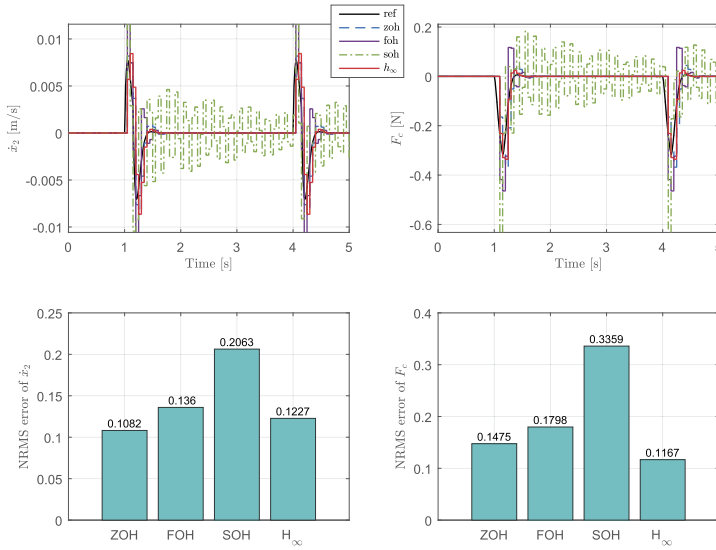 ref
zoh
foh
soh
h∞
0.01
0.005
0
-0.005
-0.01
ẋ₂ [m/s]
0 1 2 3 4 5
Time [s]
0.2
0
-0.2
-0.4
-0.6
F_c [N]
0 1 2 3 4 5
Time [s]
0.25
0.2
0.15
0.1
0.05
0
NRMS error of ẋ₂
0.1082
0.136
0.2063
0.1227
ZOH FOH SOH H∞
0.4
0.3
0.2
0.1
0
NRMS error of F_c
0.1475
0.1798
0.3359
0.1167
ZOH FOH SOH H∞